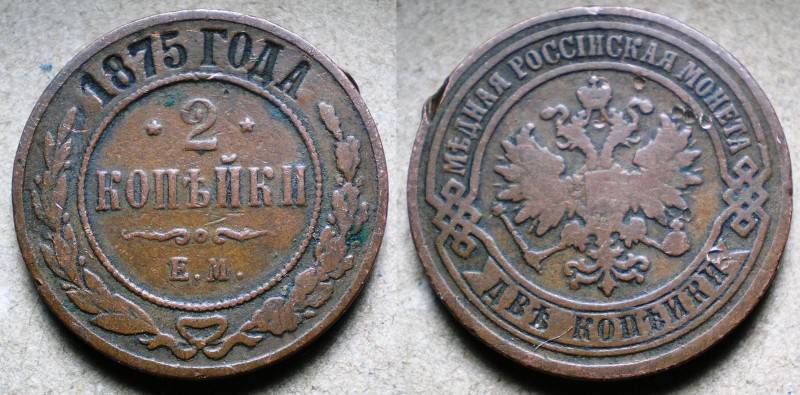 1875 ГОДА
2
КОПѢЙКИ
Е.М.
МѢДНАЯ РОССІЙСКАЯ МОНЕТА
ДВѢ КОПѢЙКИ